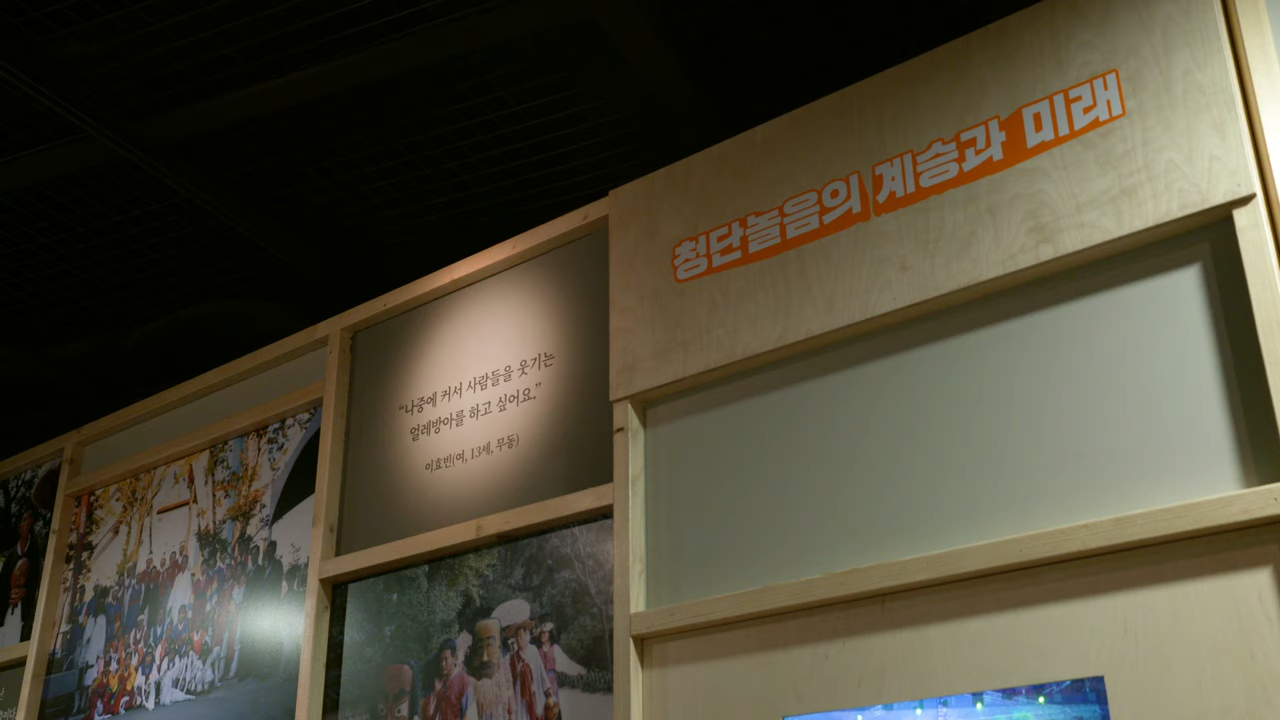 첨단놀음의 계승과 미래
“나중에 커서 사람들을 웃기는
얼레방아를 하고 싶어요.”
이효빈(여, 13세, 무동)